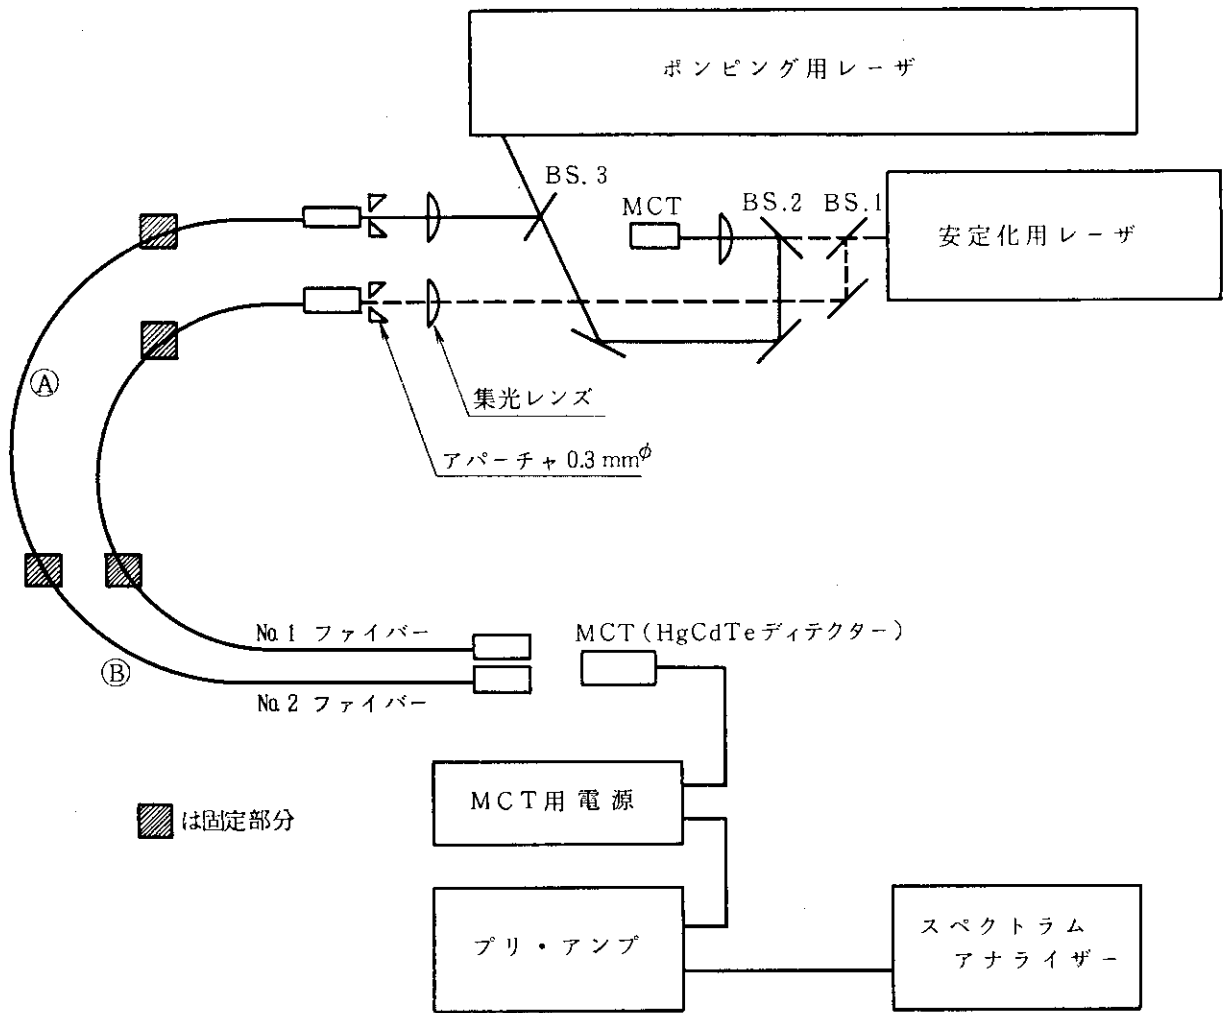 ポンピング用レーザ
BS.3
MCT
BS.2
BS.1
安定化用レーザ
集光レンズ
アパーチャ 0.3 mmφ
Ⓐ
No.1 ファイバー
MCT(HgCdTeディテクター)
Ⓑ
No.2 ファイバー
MCT用電源
は固定部分
プリ・アンプ
スペクトラム
アナライザー